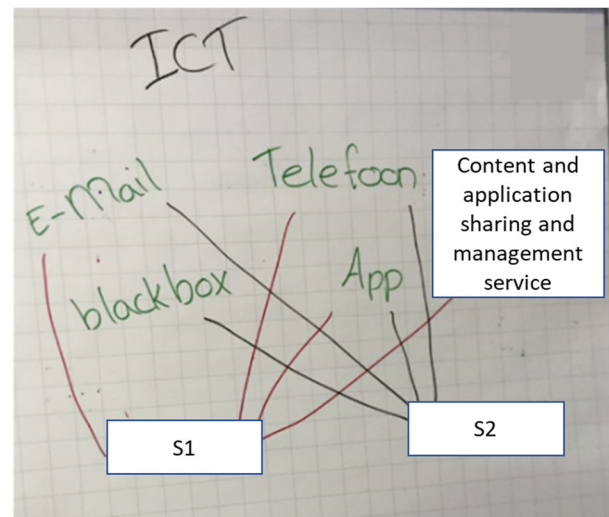 ICT
E-Mail
Telefoon
Content and
application
sharing and
management
service
blackbox
App
S1
S2